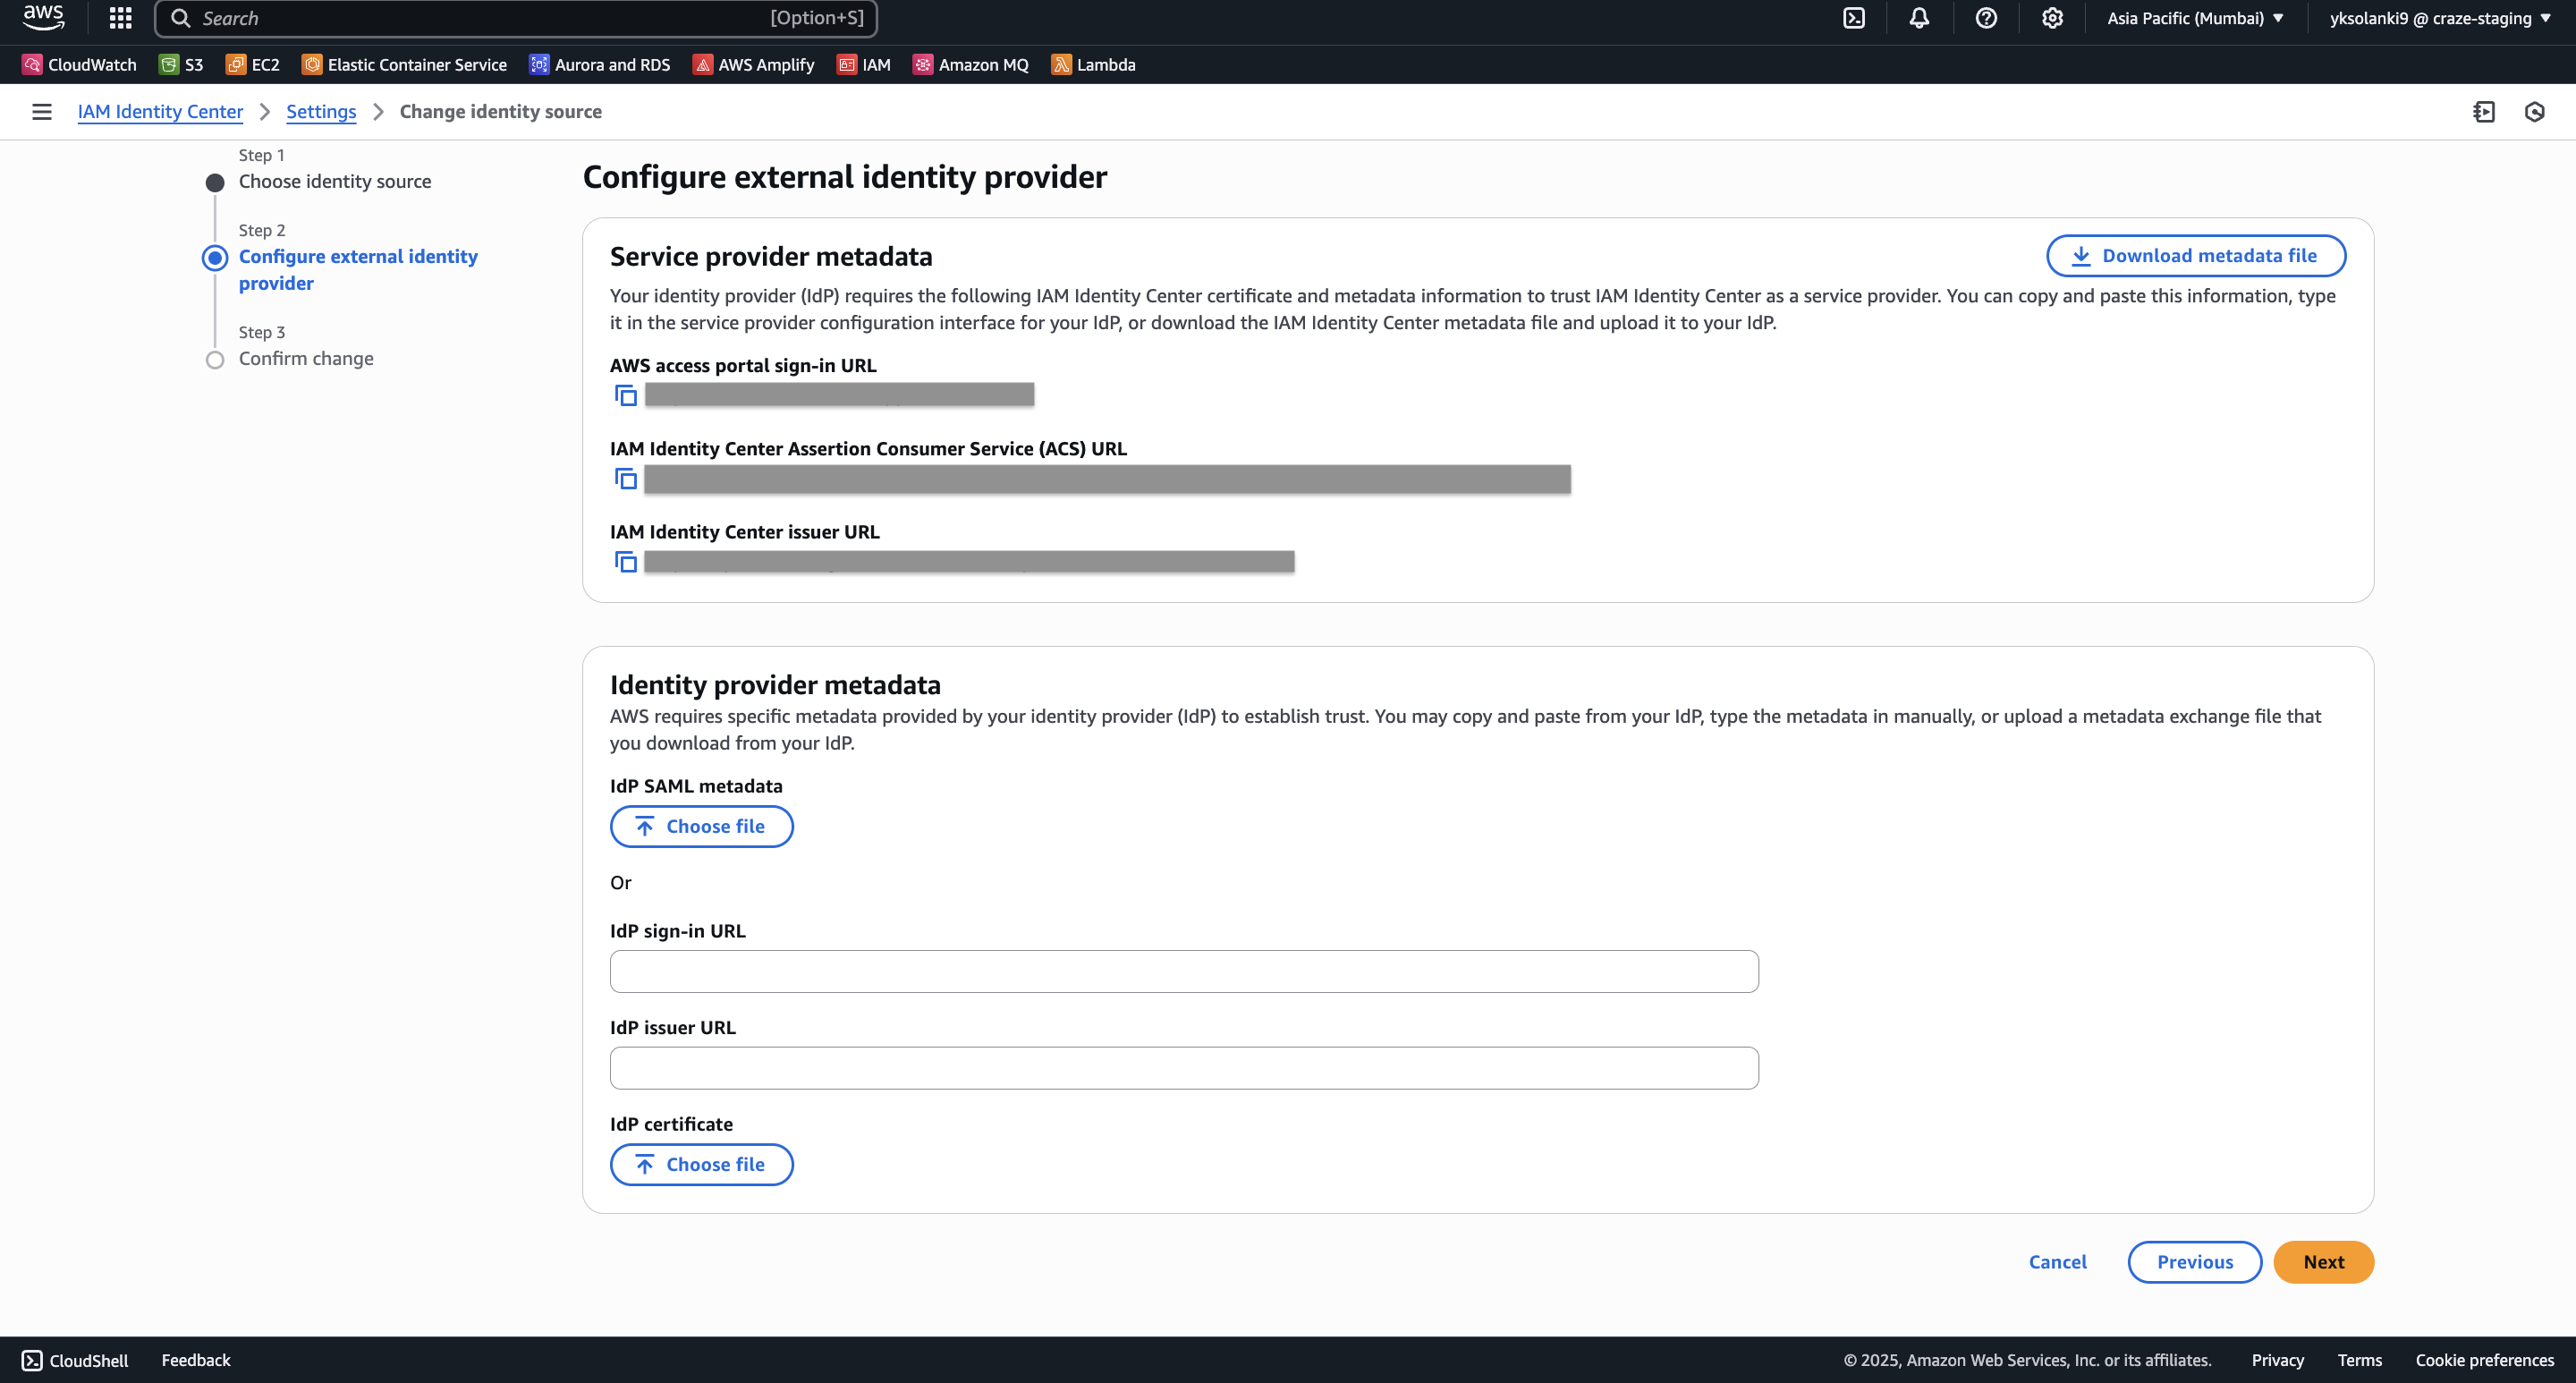 aws
Search [Option+S]
Asia Pacific (Mumbai)
yksolanki9 @ craze-staging
CloudWatch S3 EC2 Elastic Container Service Aurora and RDS AWS Amplify IAM Amazon MQ Lambda
IAM Identity Center > Settings > Change identity source
Step 1
Choose identity source
Step 2
Configure external identity
provider
Step 3
Confirm change
Configure external identity provider
Service provider metadata
Download metadata file
Your identity provider (IdP) requires the following IAM Identity Center certificate and metadata information to trust IAM Identity Center as a service provider. You can copy and paste this information, type
it in the service provider configuration interface for your IdP, or download the IAM Identity Center metadata file and upload it to your IdP.
AWS access portal sign-in URL
IAM Identity Center Assertion Consumer Service (ACS) URL
IAM Identity Center issuer URL
Identity provider metadata
AWS requires specific metadata provided by your identity provider (IdP) to establish trust. You may copy and paste from your IdP, type the metadata in manually, or upload a metadata exchange file that
you download from your IdP.
IdP SAML metadata
Choose file
Or
IdP sign-in URL
IdP issuer URL
IdP certificate
Choose file
Cancel
Previous
Next
CloudShell
Feedback
© 2025, Amazon Web Services, Inc. or its affiliates.
Privacy
Terms
Cookie preferences